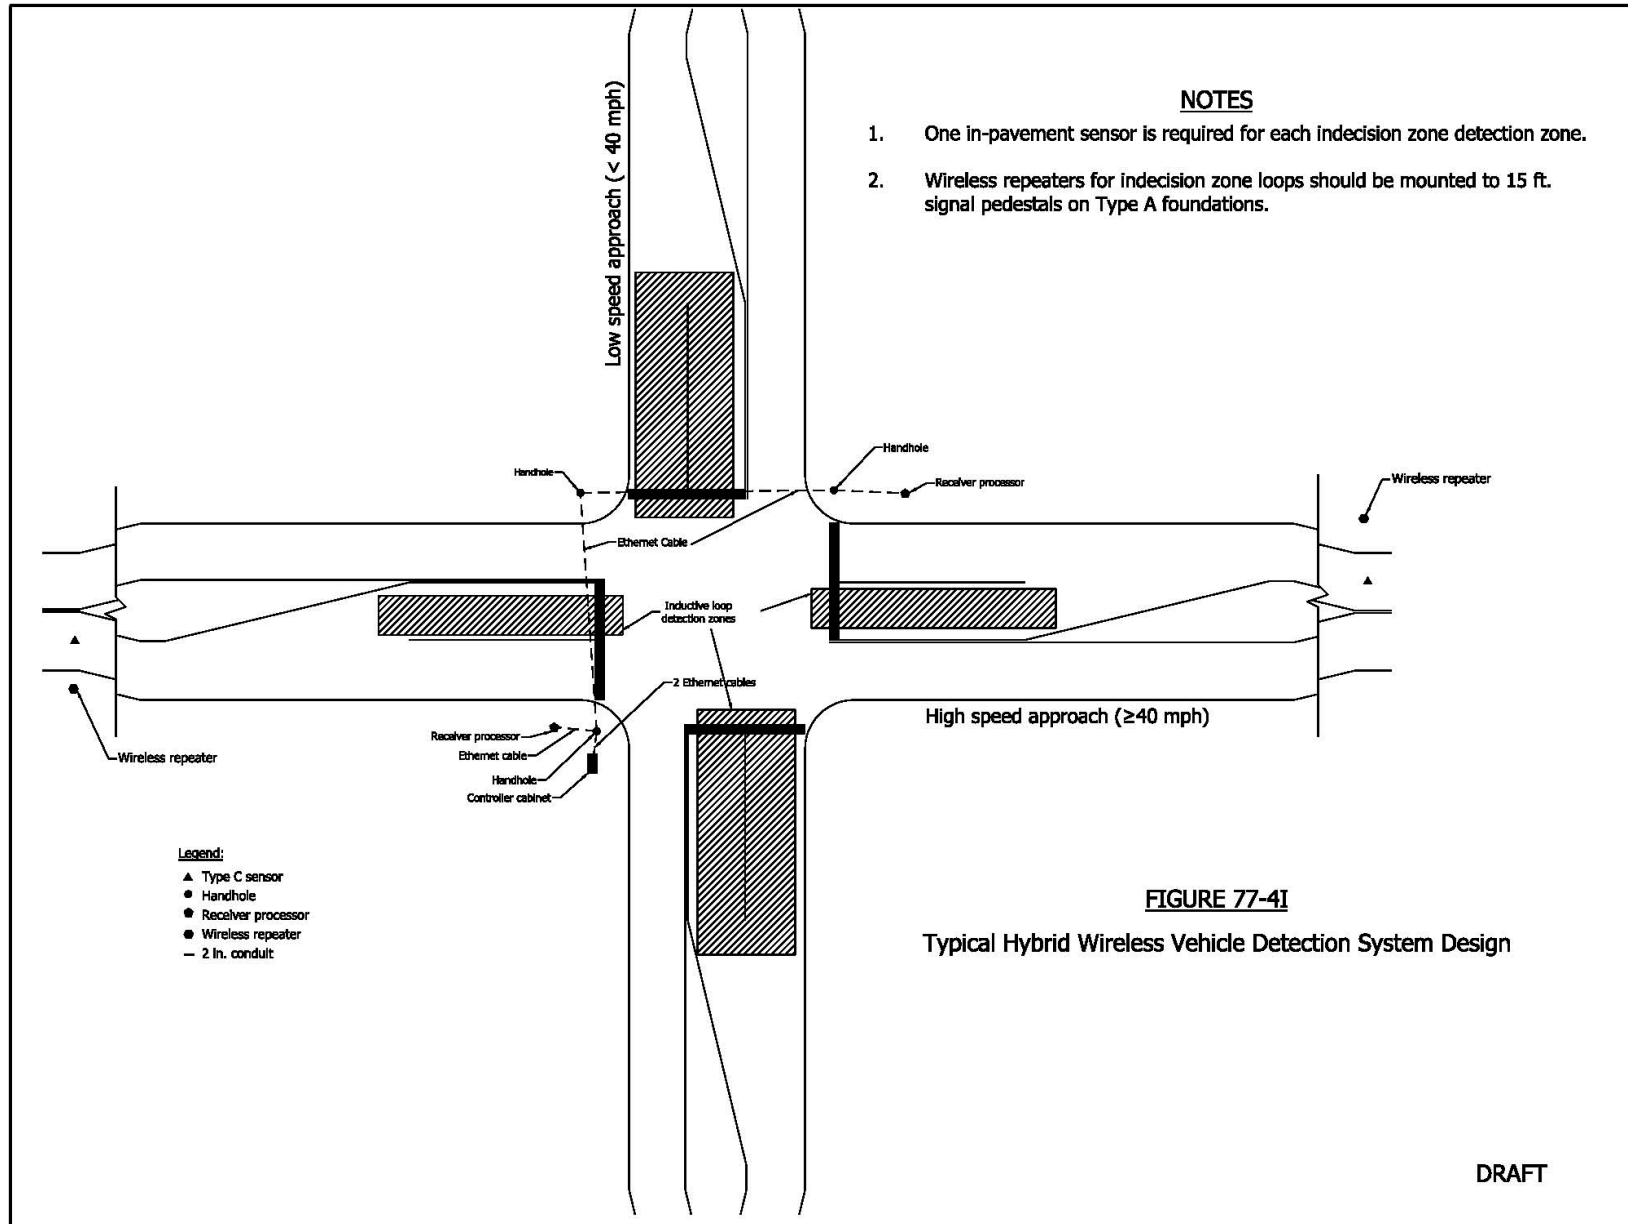 NOTES
1. One in-pavement sensor is required for each indecision zone detection zone.
2. Wireless repeaters for indecision zone loops should be mounted to 15 ft.
signal pedestals on Type A foundations.
Low speed approach (< 40 mph)
Handhole
Handhole
Receiver processor
Wireless repeater
Ethernet Cable
Inductive loop
detection zones
2 Ethernet cables
High speed approach (≥40 mph)
Receiver processor
Ethernet cable
Handhole
Controller cabinet
Wireless repeater
Legend:
Type C sensor
Handhole
Receiver processor
Wireless repeater
2 in. conduit
FIGURE 77-4I
Typical Hybrid Wireless Vehicle Detection System Design
DRAFT